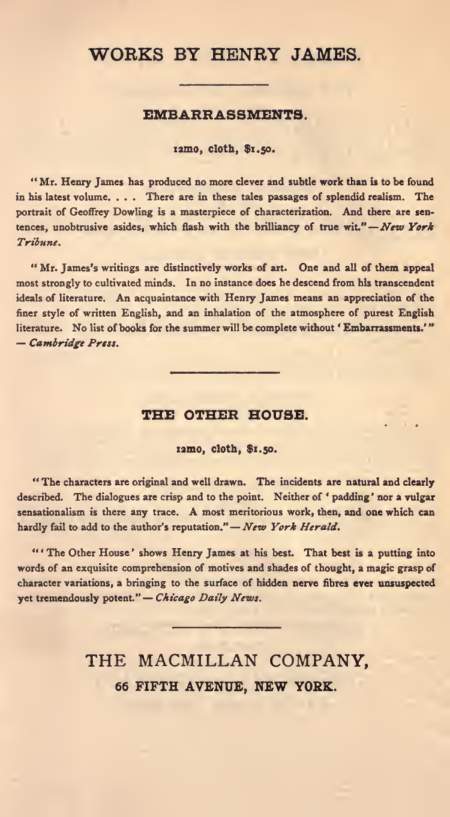 WORKS BY HENRY JAMES.
EMBARRASSMENTS.
12mo, cloth, $1.50.
“Mr. Henry James has produced no more clever and subtle work than is to be found
in his latest volume. . . . There are in these tales passages of splendid realism. The
portrait of Geoffrey Dowling is a masterpiece of characterization. And there are sen-
tences, unobtrusive asides, which flash with the brilliancy of true wit.”—New York
Tribune.
“Mr. James's writings are distinctively works of art. One and all of them appeal
most strongly to cultivated minds. In no instance does he descend from his transcendent
ideals of literature. An acquaintance with Henry James means an appreciation of the
finer style of written English, and an inhalation of the atmosphere of purest English
literature. No list of books for the summer will be complete without ‘Embarrassments.’”
— Cambridge Press.
THE OTHER HOUSE.
12mo, cloth, $1.50.
“The characters are original and well drawn. The incidents are natural and clearly
described. The dialogues are crisp and to the point. Neither of ‘padding’ nor a vulgar
sensationalism is there any trace. A most meritorious work, then, and one which can
hardly fail to add to the author's reputation.”—New York Herald.
“‘The Other House’ shows Henry James at his best. That best is a putting into
words of an exquisite comprehension of motives and shades of thought, a magic grasp of
character variations, a bringing to the surface of hidden nerve fibres ever unsuspected
yet tremendously potent.”— Chicago Daily News.
THE MACMILLAN COMPANY,
66 FIFTH AVENUE, NEW YORK.